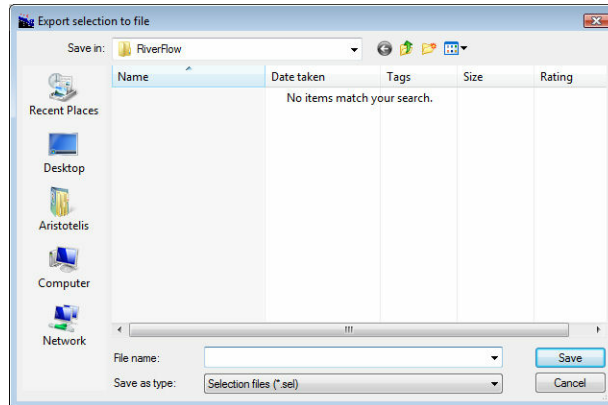 Export selection to file
Save in: RiverFlow
Name Date taken Tags Size Rating
No items match your search.
Recent Places
Desktop
Aristotelis
Computer
Network
File name: Save
Save as type: Selection files (*.sel) Cancel